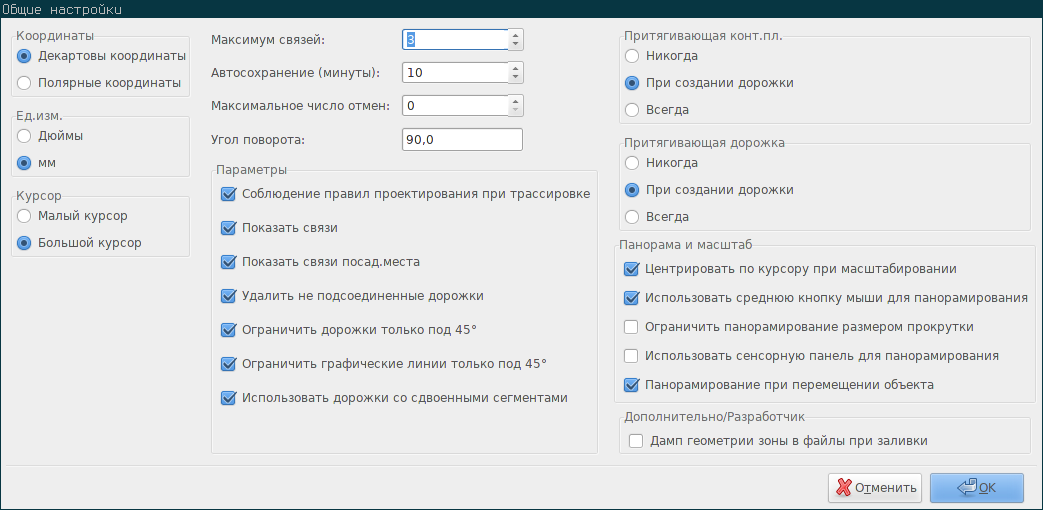 Общие настройки
Координаты
Декартовы координаты
Полярные координаты
Ед.изм.
Дюймы
мм
Курсор
Малый курсор
Большой курсор
Максимум связей: 3
Автосохранение (минуты): 10
Максимальное число отмен: 0
Угол поворота: 90,0
Параметры
Соблюдение правил проектирования при трассировке
Показать связи
Показать связи посад.места
Удалить не подсоединенные дорожки
Ограничить дорожки только под 45°
Ограничить графические линии только под 45°
Использовать дорожки со сдвоенными сегментами
Притягивающая конт.пл.
Никогда
При создании дорожки
Всегда
Притягивающая дорожка
Никогда
При создании дорожки
Всегда
Панорама и масштаб
Центрировать по курсору при масштабировании
Использовать среднюю кнопку мыши для панорамирования
Ограничить панорамирование размером прокрутки
Использовать сенсорную панель для панорамирования
Панорамирование при перемещении объекта
Дополнительно/Разработчик
Дамп геометрии зоны в файлы при заливки
Отменить
OK